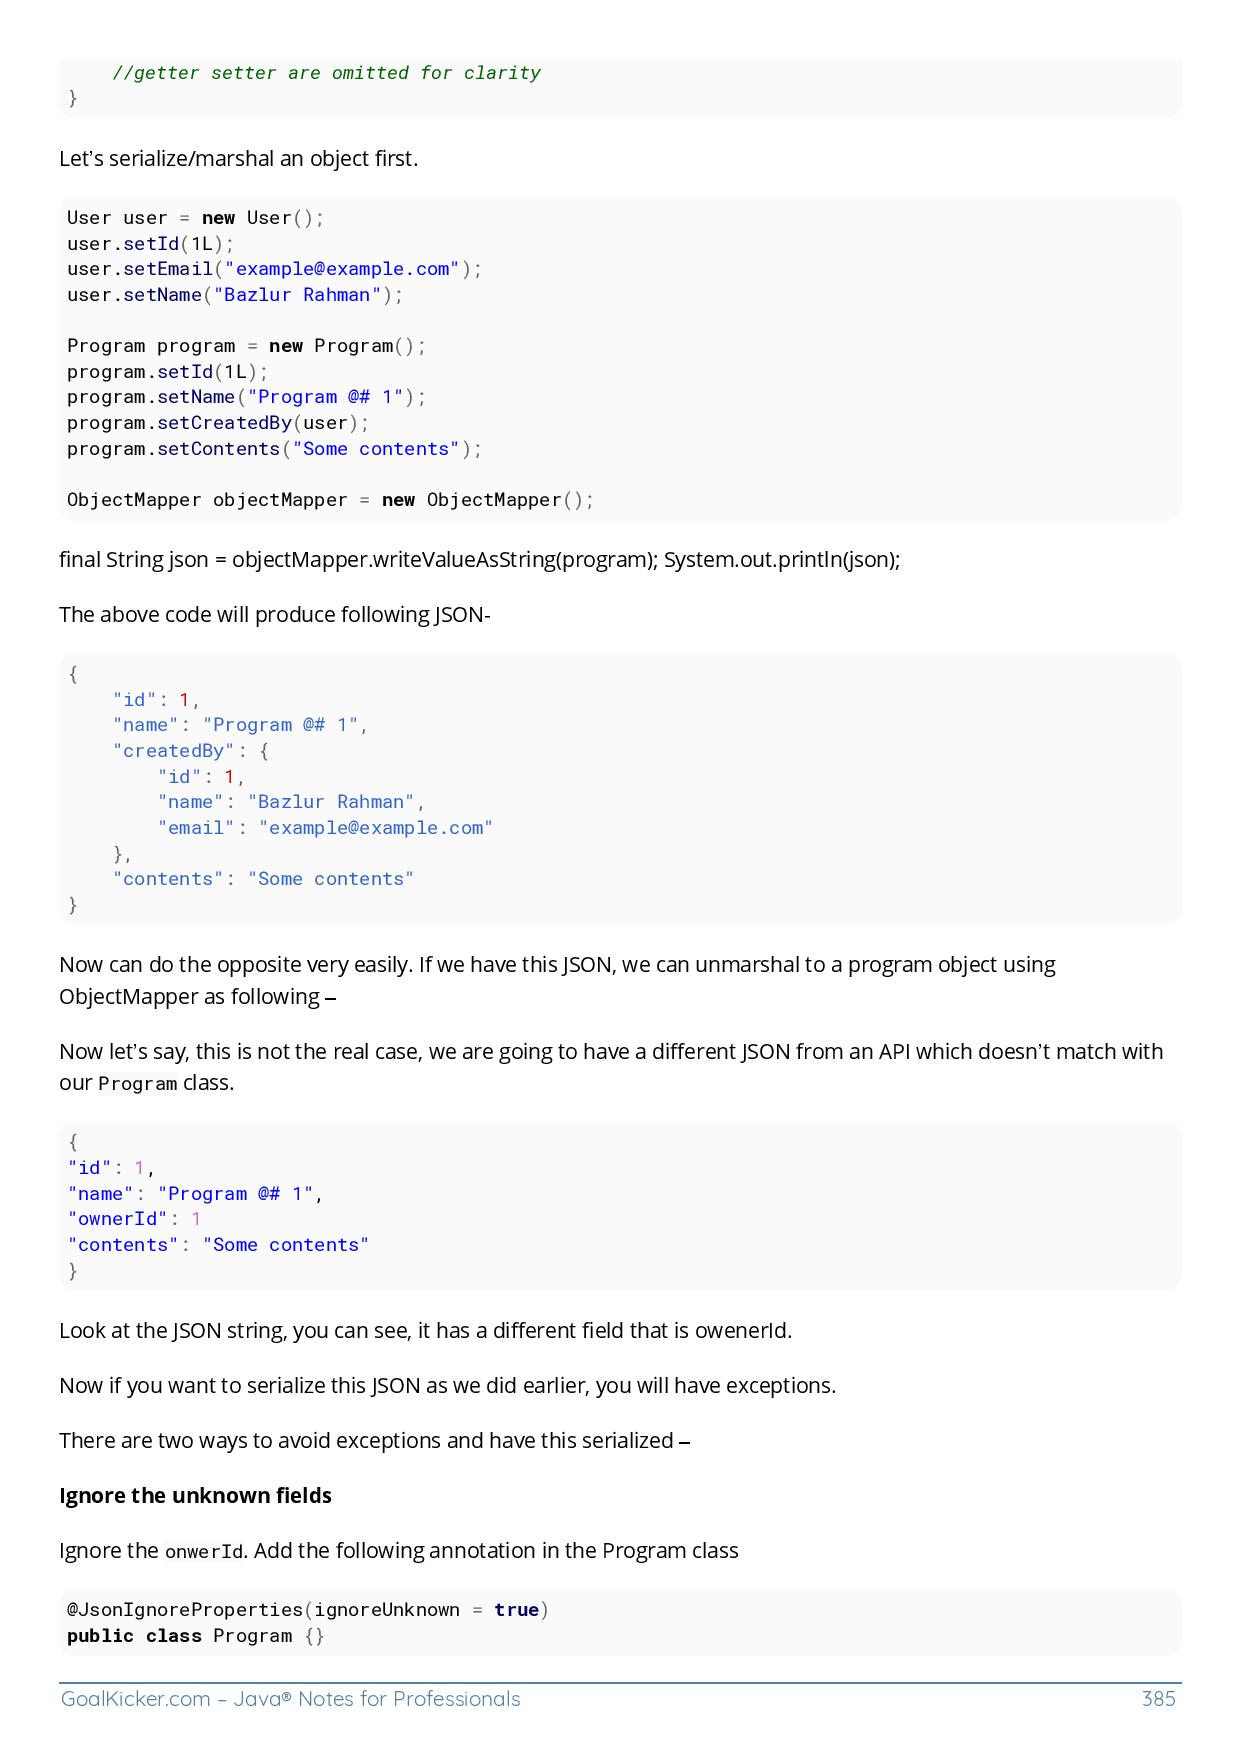 //getter setter are omitted for clarity
}
Let's serialize/marshal an object first.
User user = new User();
user.setId(1L);
user.setEmail("example@example.com");
user.setName("Bazlur Rahman");
Program program = new Program();
program.setId(1L);
program.setName("Program @# 1");
program.setCreatedBy(user);
program.setContents("Some contents");
ObjectMapper objectMapper = new ObjectMapper();
final String json = objectMapper.writeValueAsString(program); System.out.println(json);
The above code will produce following JSON-
{
"id": 1,
"name": "Program @# 1",
"createdBy": {
"id": 1,
"name": "Bazlur Rahman",
"email": "example@example.com"
},
"contents": "Some contents"
}
Now can do the opposite very easily. If we have this JSON, we can unmarshal to a program object using
ObjectMapper as following –
Now let's say, this is not the real case, we are going to have a different JSON from an API which doesn't match with
our Program class.
{
"id": 1,
"name": "Program @# 1",
"ownerId": 1
"contents": "Some contents"
}
Look at the JSON string, you can see, it has a different field that is owenerId.
Now if you want to serialize this JSON as we did earlier, you will have exceptions.
There are two ways to avoid exceptions and have this serialized –
Ignore the unknown fields
Ignore the onwerId. Add the following annotation in the Program class
@JsonIgnoreProperties(ignoreUnknown = true)
public class Program {}
GoalKicker.com – Java® Notes for Professionals 385